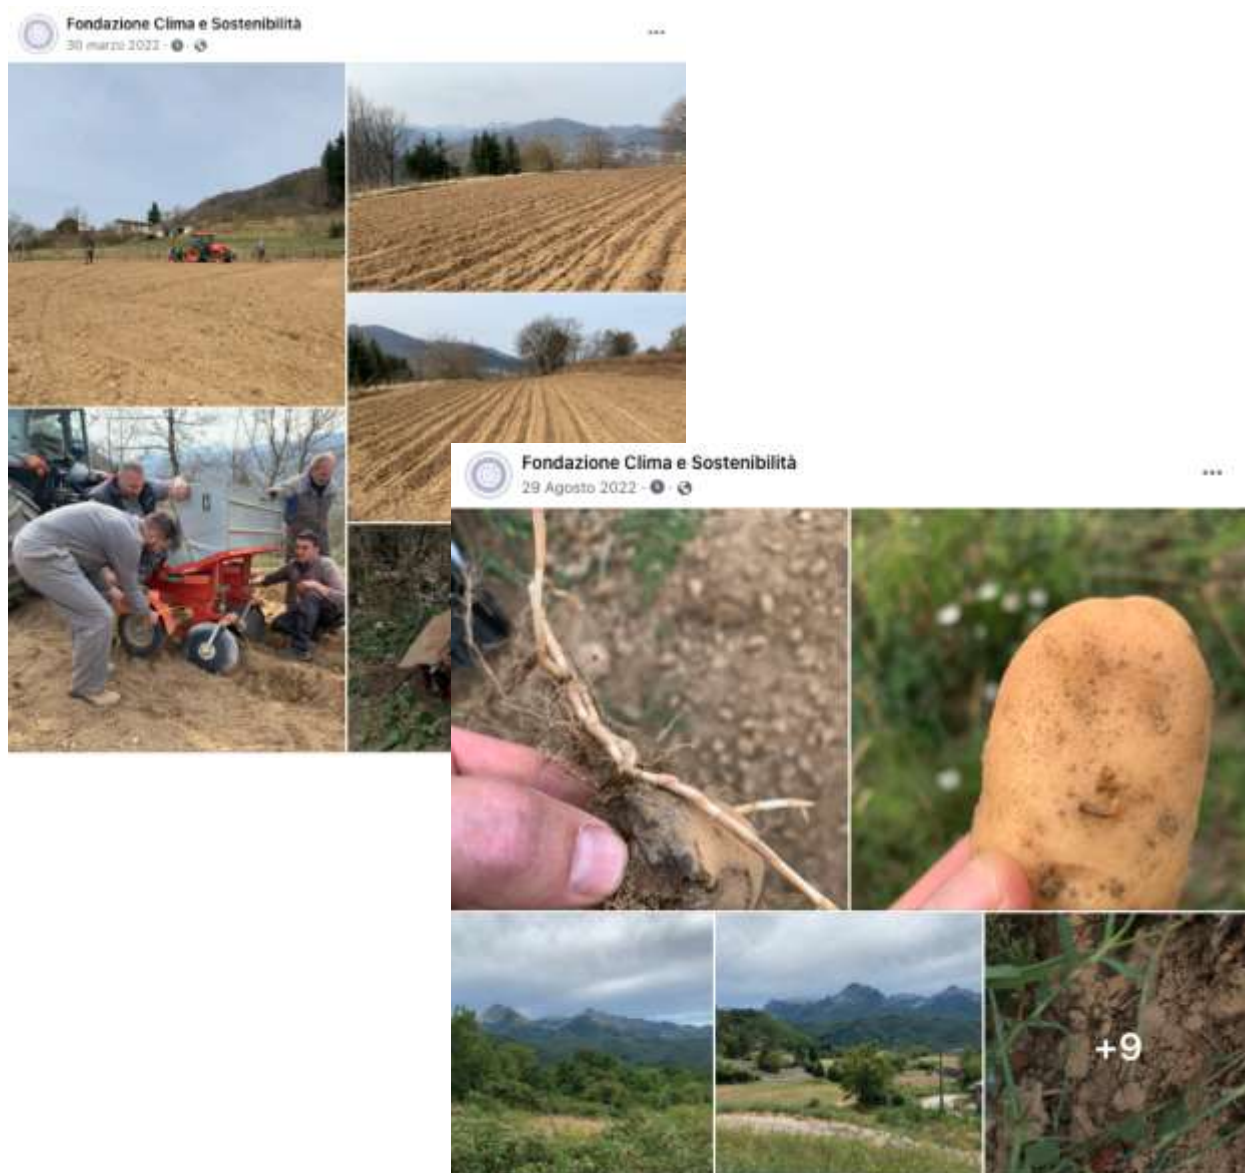 Fondazione Clima e Sostenibilità
30 marzo 2022
Fondazione Clima e Sostenibilità
29 Agosto 2022
+9